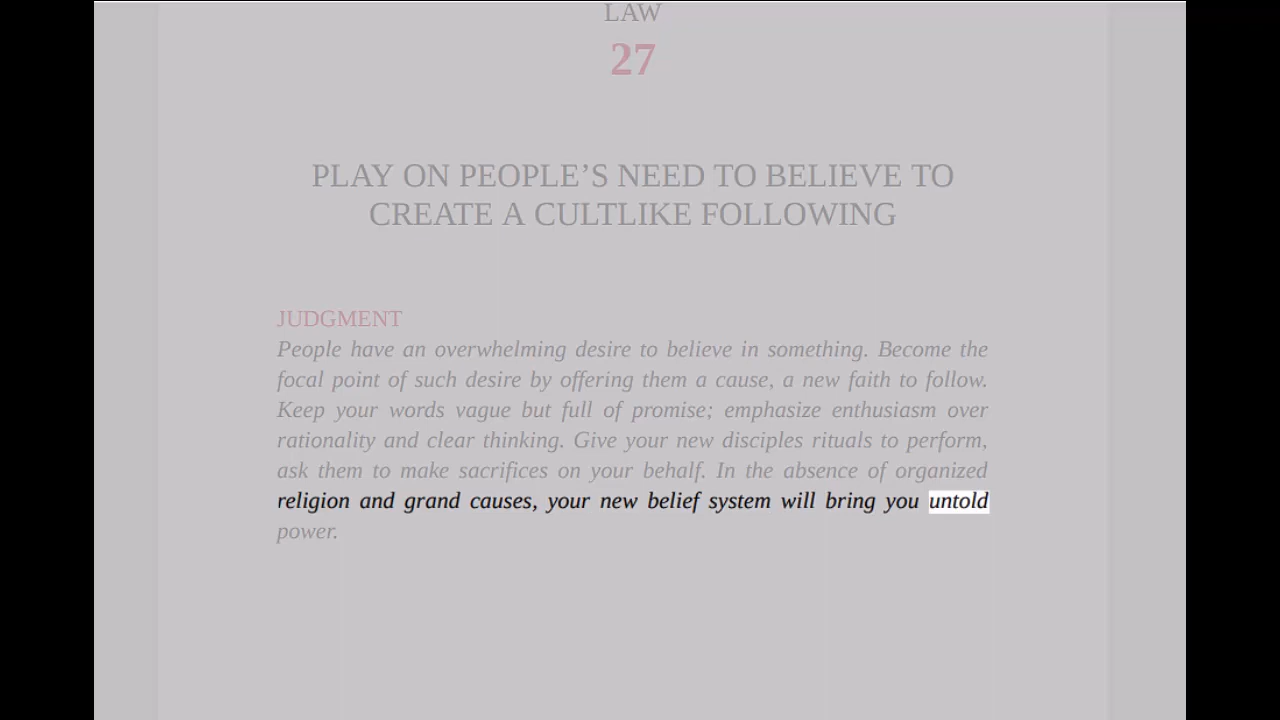 LAW
27
PLAY ON PEOPLE’S NEED TO BELIEVE TO
CREATE A CULTLIKE FOLLOWING
JUDGMENT
People have an overwhelming desire to believe in something. Become the
focal point of such desire by offering them a cause, a new faith to follow.
Keep your words vague but full of promise; emphasize enthusiasm over
rationality and clear thinking. Give your new disciples rituals to perform,
ask them to make sacrifices on your behalf. In the absence of organized
religion and grand causes, your new belief system will bring you untold
power.